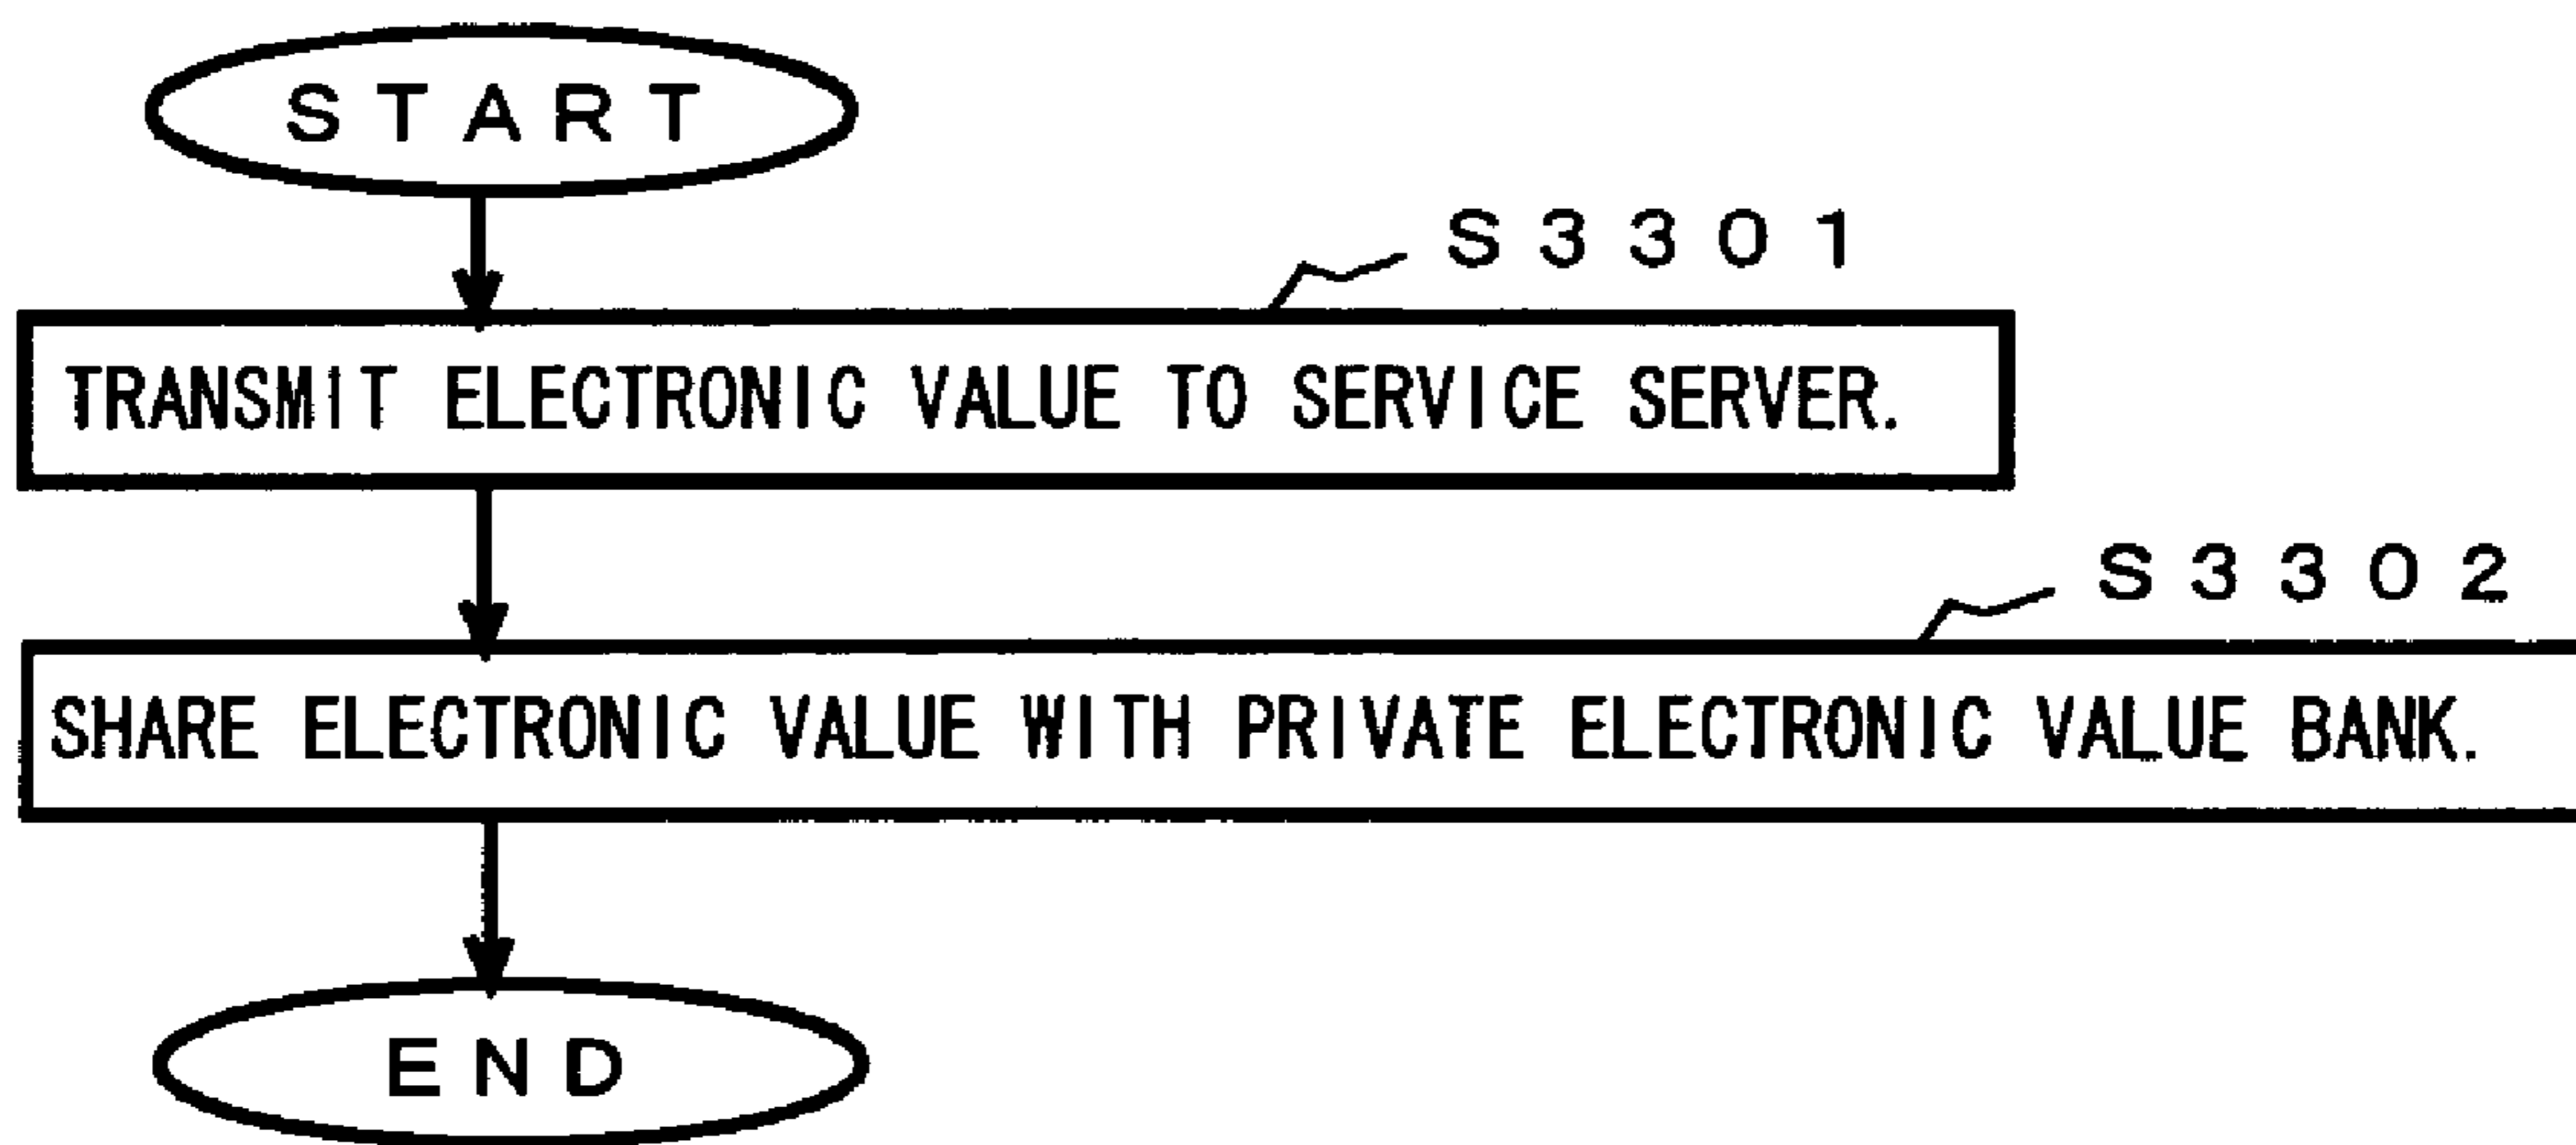 START
S3301
TRANSMIT ELECTRONIC VALUE TO SERVICE SERVER.
S3302
SHARE ELECTRONIC VALUE WITH PRIVATE ELECTRONIC VALUE BANK.
END